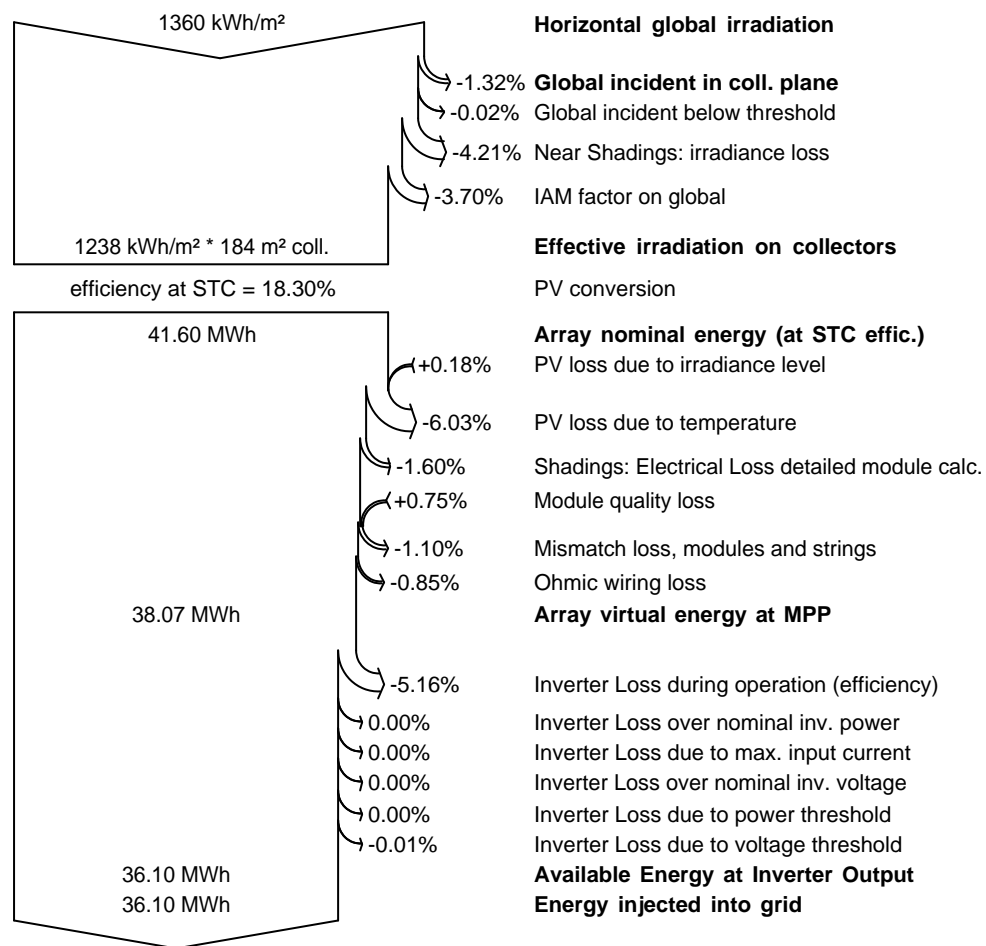 1360 kWh/m² Horizontal global irradiation
-1.32% Global incident in coll. plane
-0.02% Global incident below threshold
-4.21% Near Shadings: irradiance loss
-3.70% IAM factor on global
1238 kWh/m² * 184 m² coll. Effective irradiation on collectors
efficiency at STC = 18.30% PV conversion
41.60 MWh Array nominal energy (at STC effic.)
+0.18% PV loss due to irradiance level
-6.03% PV loss due to temperature
-1.60% Shadings: Electrical Loss detailed module calc.
+0.75% Module quality loss
-1.10% Mismatch loss, modules and strings
-0.85% Ohmic wiring loss
38.07 MWh Array virtual energy at MPP
-5.16% Inverter Loss during operation (efficiency)
0.00% Inverter Loss over nominal inv. power
0.00% Inverter Loss due to max. input current
0.00% Inverter Loss over nominal inv. voltage
0.00% Inverter Loss due to power threshold
-0.01% Inverter Loss due to voltage threshold
36.10 MWh Available Energy at Inverter Output
36.10 MWh Energy injected into grid